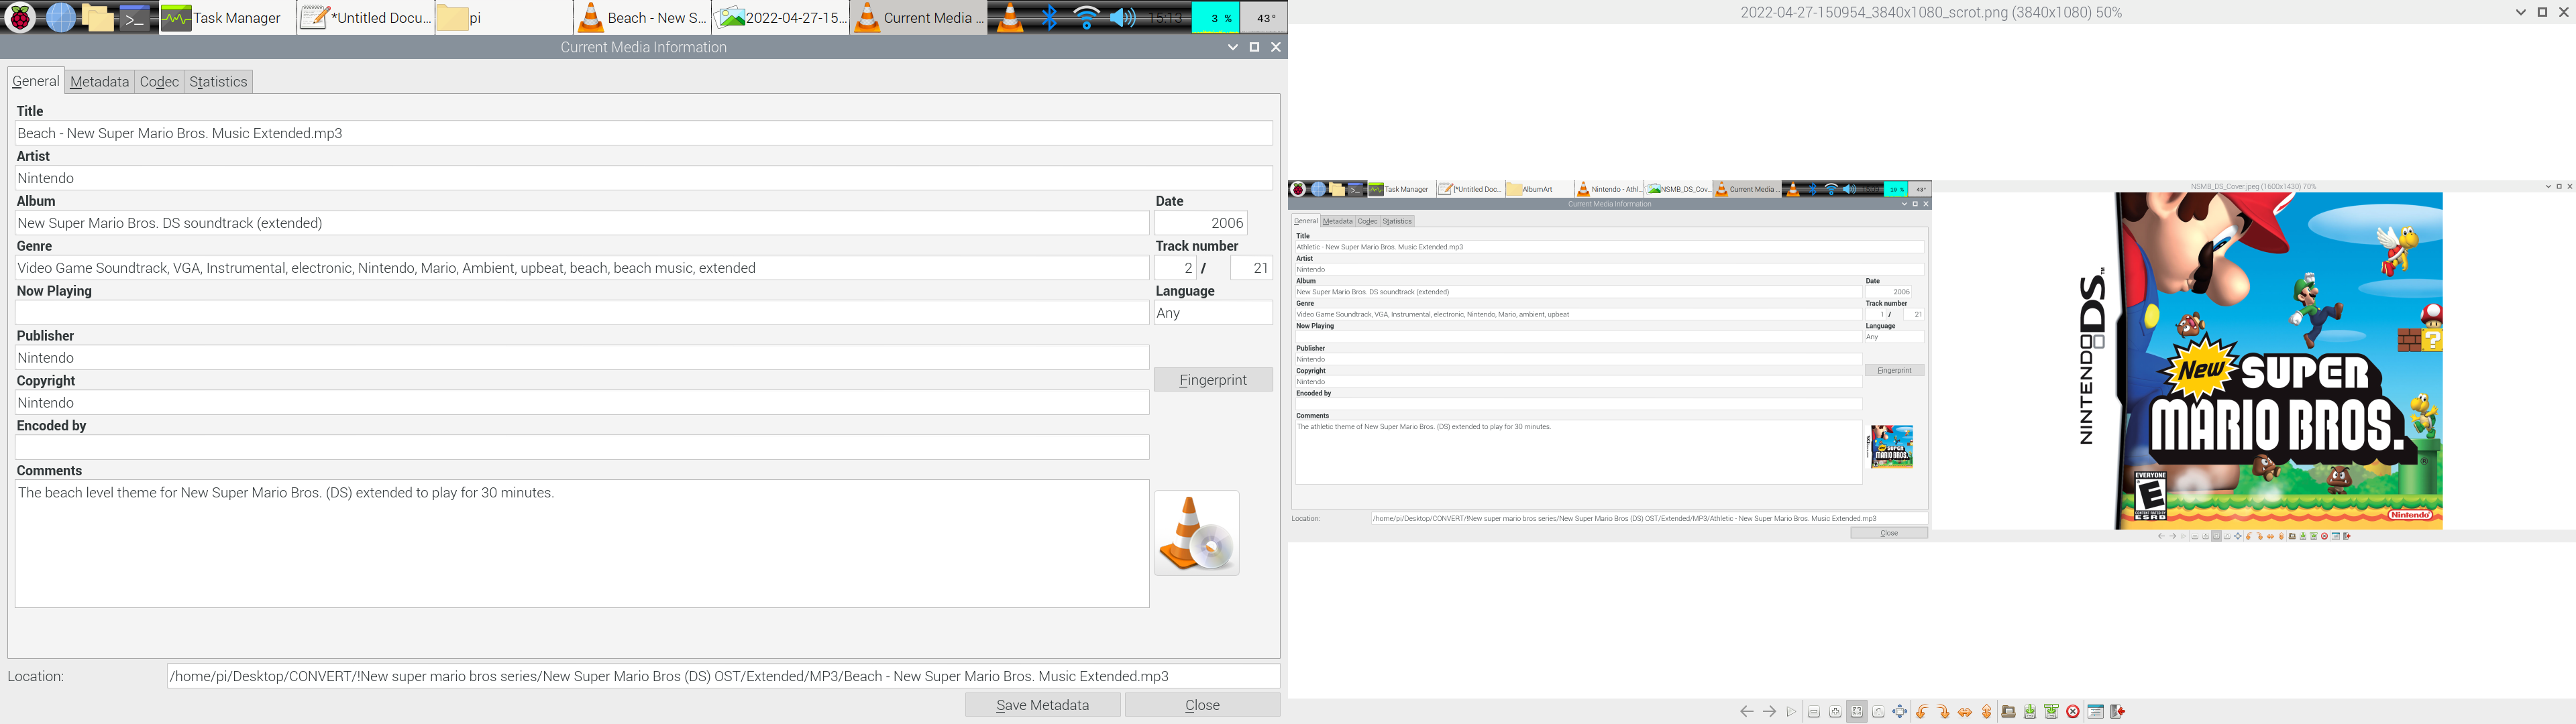 Task Manager
*Untitled Docu...
pi
Beach - New S...
2022-04-27-15...
Current Media ...
15:13
3 %
43°
Current Media Information
General
Metadata
Codec
Statistics
Title
Beach - New Super Mario Bros. Music Extended.mp3
Artist
Nintendo
Album
Date
New Super Mario Bros. DS soundtrack (extended)
2006
Genre
Track number
Video Game Soundtrack, VGA, Instrumental, electronic, Nintendo, Mario, Ambient, upbeat, beach, beach music, extended
2 / 21
Now Playing
Language
Any
Publisher
Nintendo
Copyright
Fingerprint
Nintendo
Encoded by
Comments
The beach level theme for New Super Mario Bros. (DS) extended to play for 30 minutes.
Location:
/home/pi/Desktop/CONVERT/!New super mario bros series/New Super Mario Bros (DS) OST/Extended/MP3/Beach - New Super Mario Bros. Music Extended.mp3
Save Metadata
Close
2022-04-27-150954_3840x1080_scrot.png (3840x1080) 50%
Task Manager
*Untitled Doc...
AlbumArt
Nintendo - Athl...
NSMB_DS_Cov...
Current Media ...
19 %
43°
Current Media Information
General
Metadata
Codec
Statistics
Title
Athletic - New Super Mario Bros. Music Extended.mp3
Artist
Nintendo
Album
Date
New Super Mario Bros. DS soundtrack (extended)
2006
Genre
Track number
Video Game Soundtrack, VGA, Instrumental, electronic, Nintendo, Mario, ambient, upbeat
1 / 21
Now Playing
Language
Any
Publisher
Nintendo
Copyright
Fingerprint
Nintendo
Encoded by
Comments
The athletic theme of New Super Mario Bros. (DS) extended to play for 30 minutes.
New
SUPER
MARIO BROS.
Location:
/home/pi/Desktop/CONVERT/!New super mario bros series/New Super Mario Bros (DS) OST/Extended/MP3/Athletic - New Super Mario Bros. Music Extended.mp3
Close
NSMB_DS_Cover.jpeg (1600x1430) 70%
NINTENDO DS™
New
SUPER
MARIO BROS.
EVERYONE
E
CONTENT RATED BY
ESRB
Nintendo